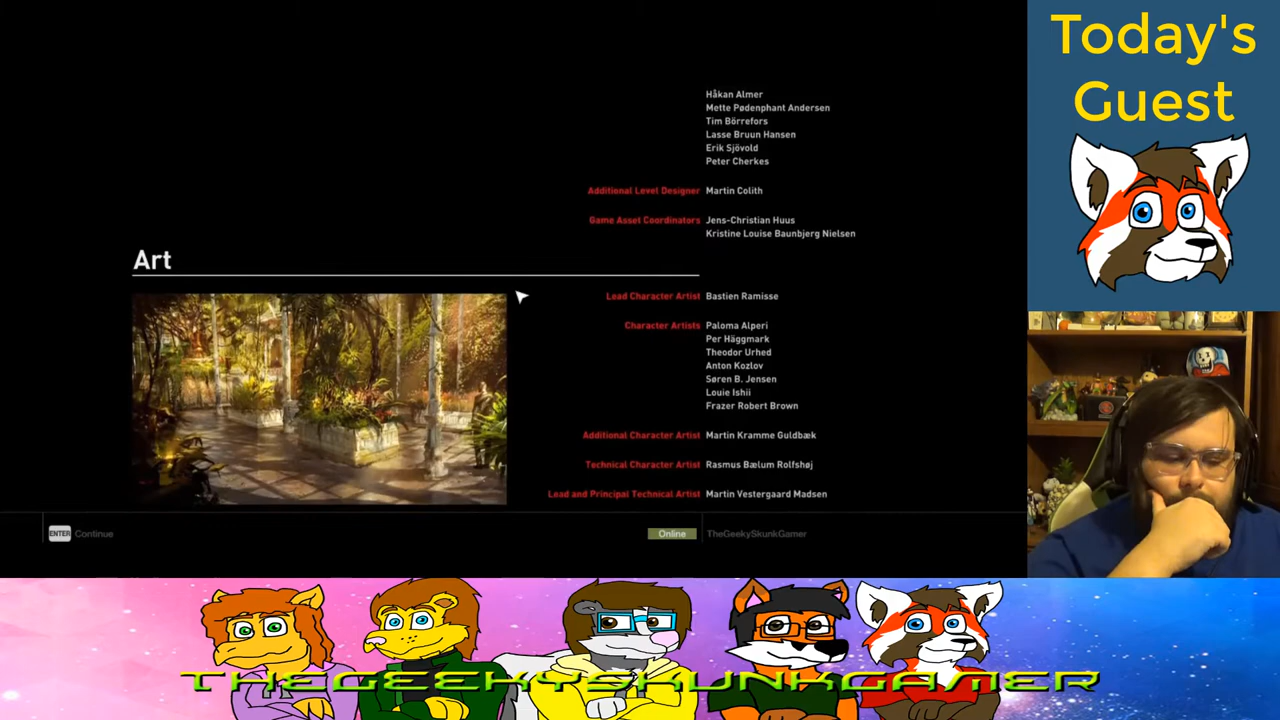 Today's
Guest
Håkan Almer
Mette Pødenphant Andersen
Tim Börrefors
Lasse Bruun Hansen
Erik Sjövold
Peter Cherkes
Additional Level Designer Martin Colith
Game Asset Coordinators Jens-Christian Huus
Kristine Louise Baunbjerg Nielsen
Art
Lead Character Artist Bastien Ramisse
Character Artists Paloma Alperi
Per Häggmark
Theodor Urhed
Anton Kozlov
Søren B. Jensen
Louie Ishii
Frazer Robert Brown
Additional Character Artist Martin Kramme Guldbæk
Technical Character Artist Rasmus Bælum Rolfshøj
Lead and Principal Technical Artist Martin Vestergaard Madsen
ENTER Continue
Online TheGeekySkunkGamer
THEGEEKYSKUNKGAMER